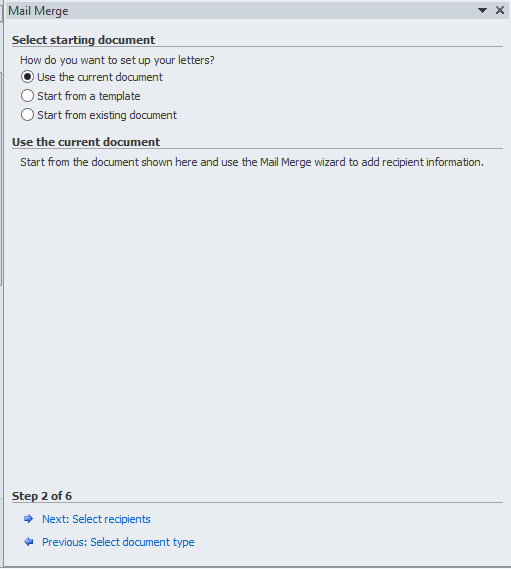 Mail Merge
Select starting document
How do you want to set up your letters?
Use the current document
Start from a template
Start from existing document
Use the current document
Start from the document shown here and use the Mail Merge wizard to add recipient information.
Step 2 of 6
Next: Select recipients
Previous: Select document type